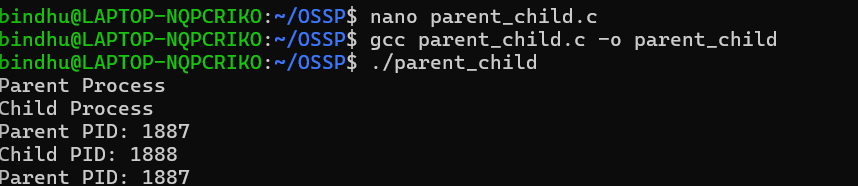 bindhu@LAPTOP-NQPCRIKO:~/OSSP$ nano parent_child.c
bindhu@LAPTOP-NQPCRIKO:~/OSSP$ gcc parent_child.c -o parent_child
bindhu@LAPTOP-NQPCRIKO:~/OSSP$ ./parent_child
Parent Process
Child Process
Parent PID: 1887
Child PID: 1888
Parent PID: 1887